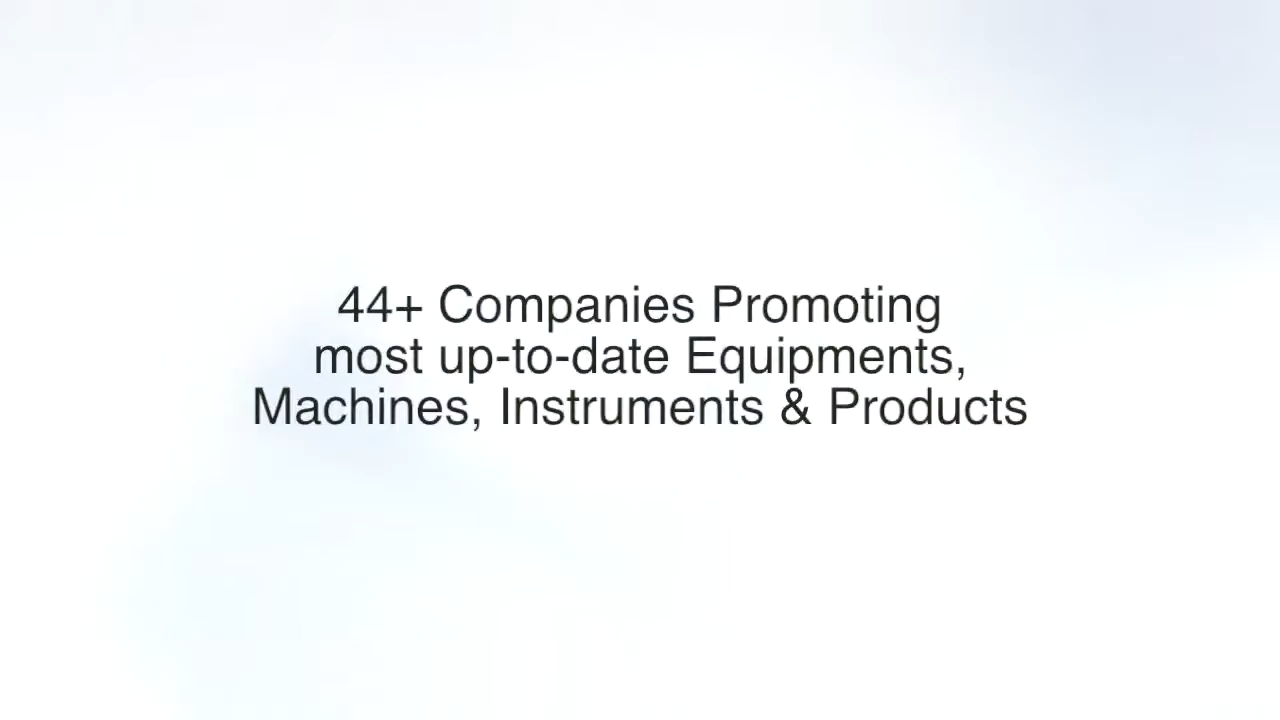 44+ Companies Promoting
most up-to-date Equipments,
Machines, Instruments & Products